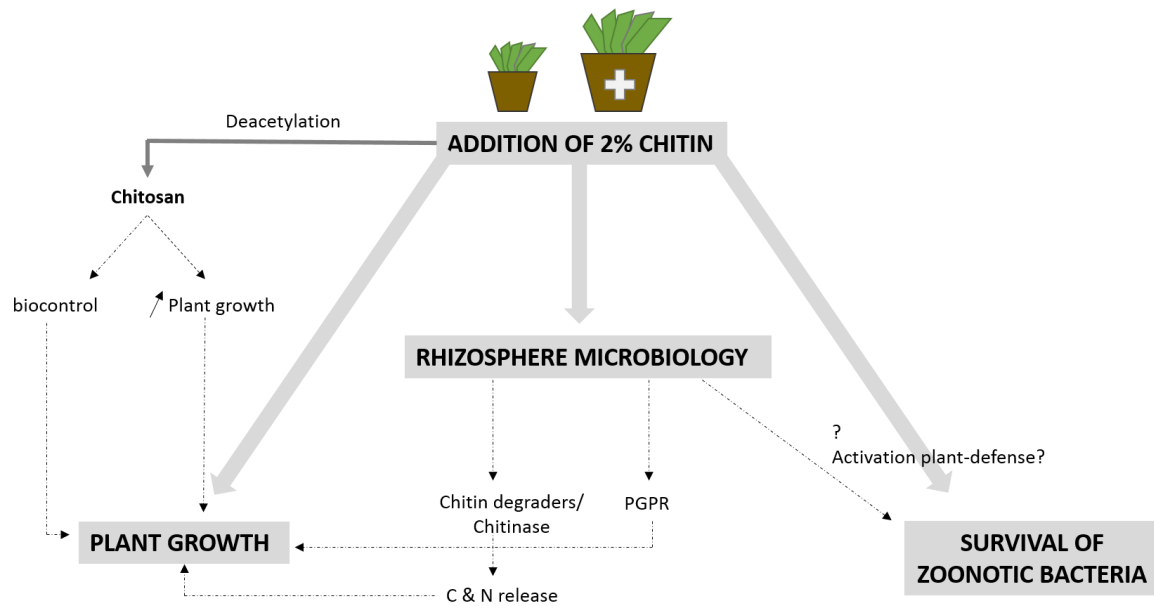 Deacetylation
ADDITION OF 2% CHITIN
Chitosan
biocontrol
Plant growth
RHIZOSPHERE MICROBIOLOGY
?
Activation plant-defense?
Chitin degraders/
Chitinase
PGPR
PLANT GROWTH
SURVIVAL OF
ZOONOTIC BACTERIA
C & N release